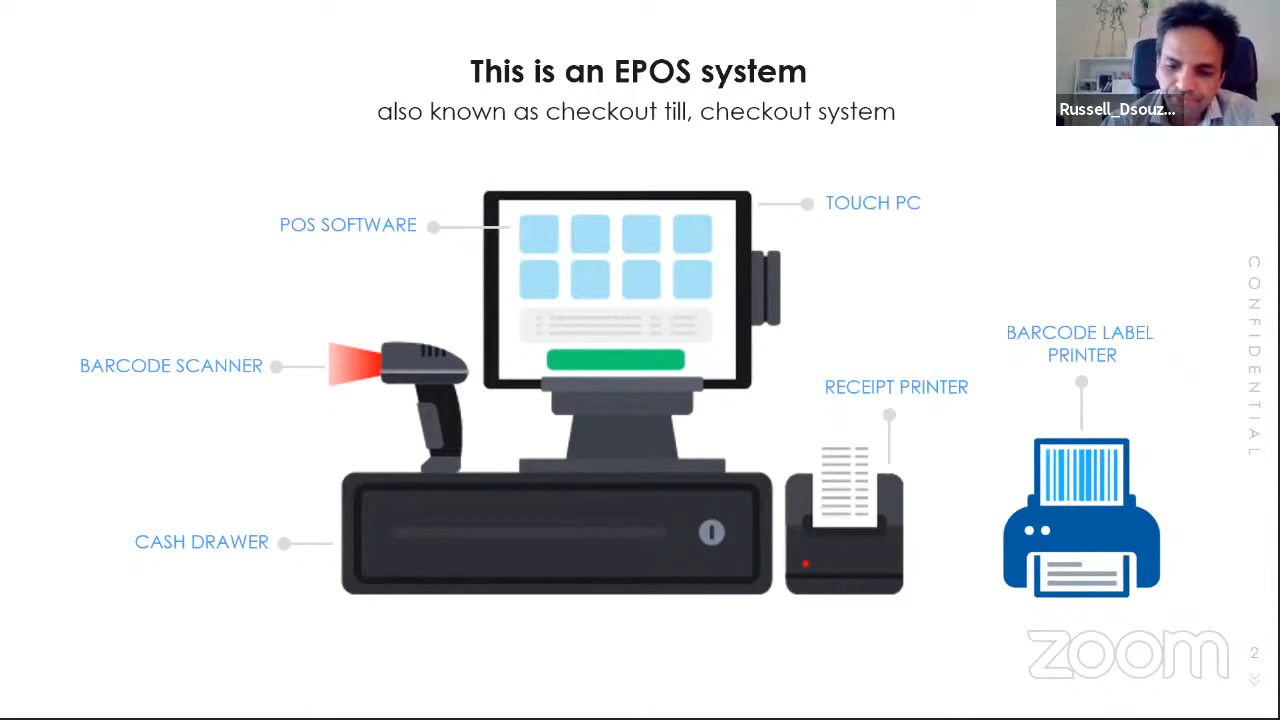 This is an EPOS system
also known as checkout till, checkout system
Russell_Dsouz...
POS SOFTWARE
TOUCH PC
BARCODE SCANNER
RECEIPT PRINTER
BARCODE LABEL
PRINTER
CASH DRAWER
CONFIDENTIAL
zoom
2